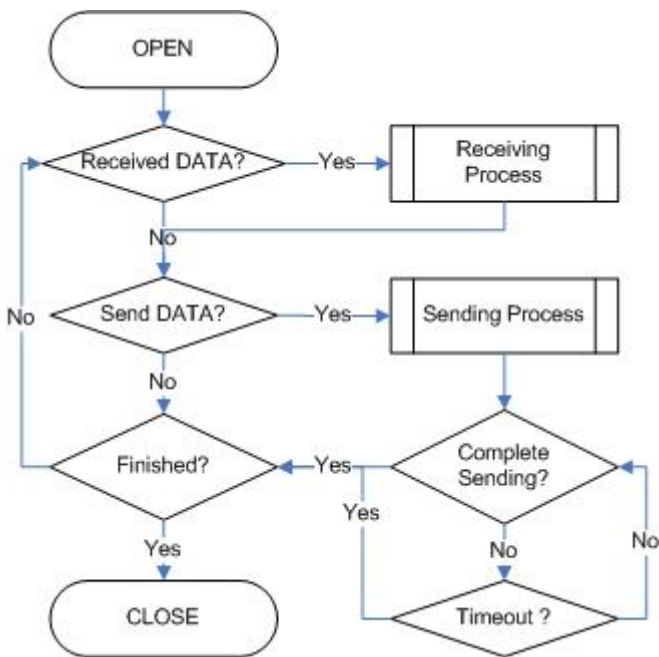 OPEN
Received DATA?
Yes
Receiving
Process
No
Send DATA?
Yes
Sending Process
No
No
Finished?
Yes
Complete
Sending?
Yes
No
No
Yes
CLOSE
Timeout ?